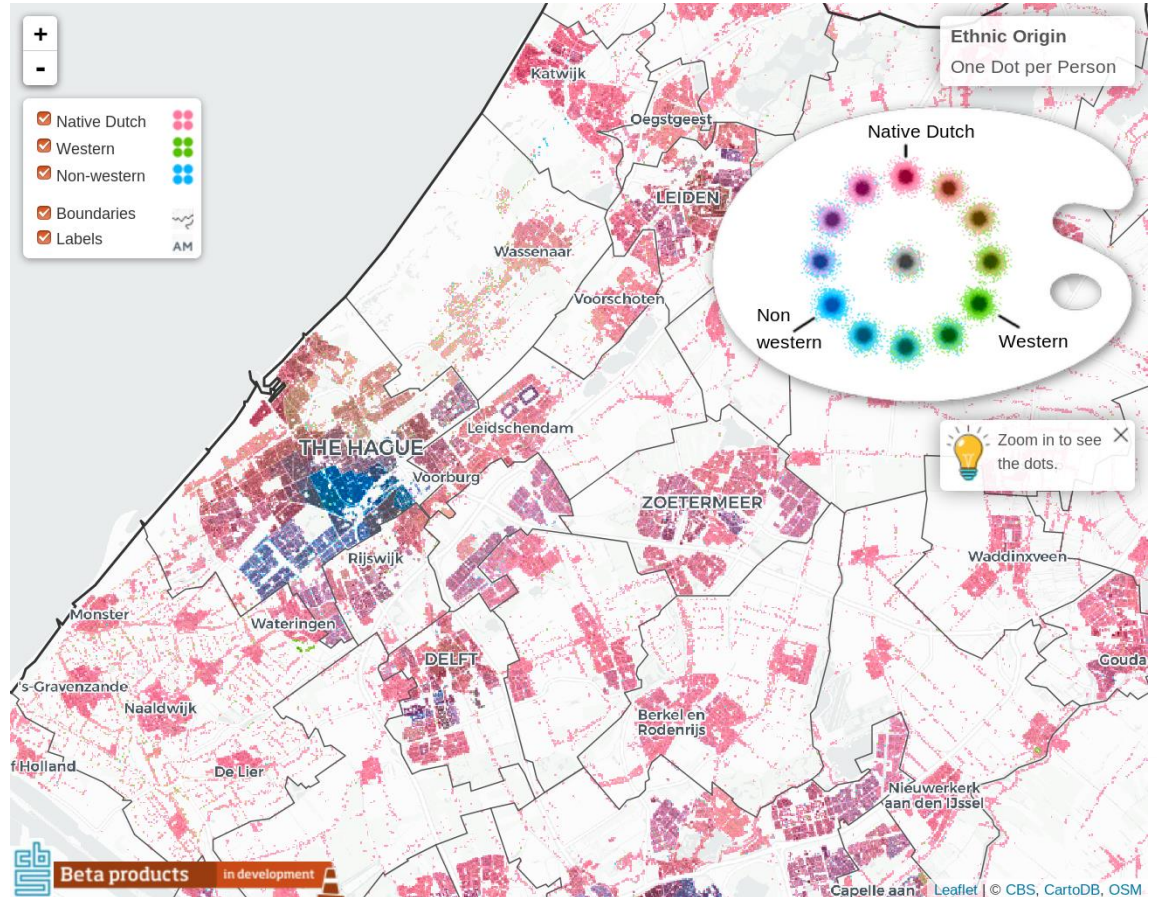 +
-
Native Dutch
Western
Non-western
Boundaries
Labels
AM
Ethnic Origin
One Dot per Person
Native Dutch
Non
western
Western
Zoom in to see
the dots.
Katwijk
Oegstgeest
LEIDEN
Wassenaar
Voorschoten
Leidschendam
THE HAGUE
Voorburg
ZOETERMEER
Rijswijk
Waddinxveen
Monster
Wateringen
DELFT
Gouda
's-Gravenzande
Naaldwijk
Berkel en
Rodenrijs
f Holland
De Lier
Nieuwerkerk
aan den IJssel
cbs
Beta products
in development
Capelle aan
Leaflet | © CBS, CartoDB, OSM